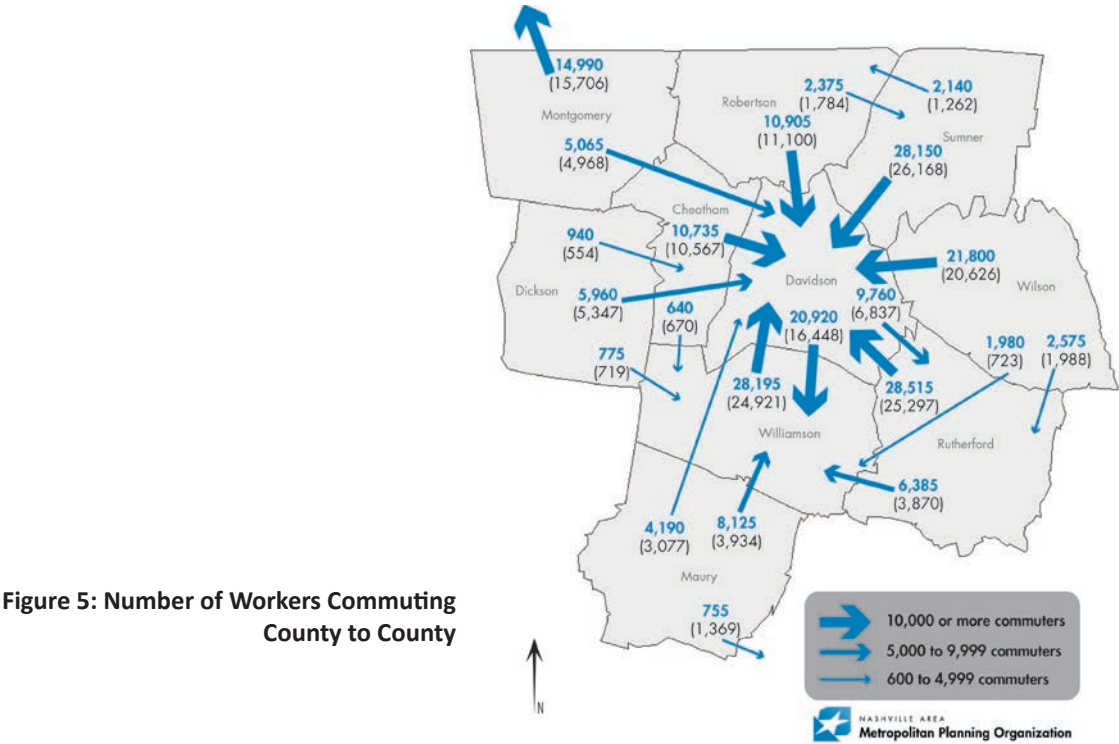 14,990
(15,706)
Montgomery
5,065
(4,968)
Robertson
2,375
(1,784)
10,905
(11,100)
2,140
(1,262)
Sumner
28,150
(26,168)
Cheatham
10,735
(10,567)
940
(554)
Dickson
5,960
(5,347)
640
(670)
775
(719)
Davidson
9,760
(6,837)
20,920
(16,448)
21,800
(20,626)
Wilson
1,980
(723)
2,575
(1,988)
28,195
(24,921)
28,515
(25,297)
Williamson
Rutherford
6,385
(3,870)
4,190
(3,077)
8,125
(3,934)
Maury
755
(1,369)
Figure 5: Number of Workers Commuting
County to County
N
10,000 or more commuters
5,000 to 9,999 commuters
600 to 4,999 commuters
NASHVILLE AREA
Metropolitan Planning Organization